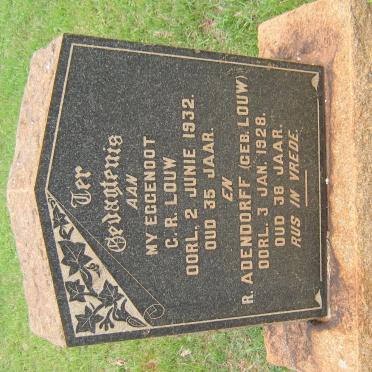 Ter
Gedagtenis
AAN
MY EGGENOOT
C. R. LOUW
OORL. 2 JUNIE 1932.
OUD 35 JAAR.
EN
R. ADENDORFF (GEB. LOUW)
OORL. 3 JAN. 1928.
OUD 38 JAAR.
RUS IN VREDE.